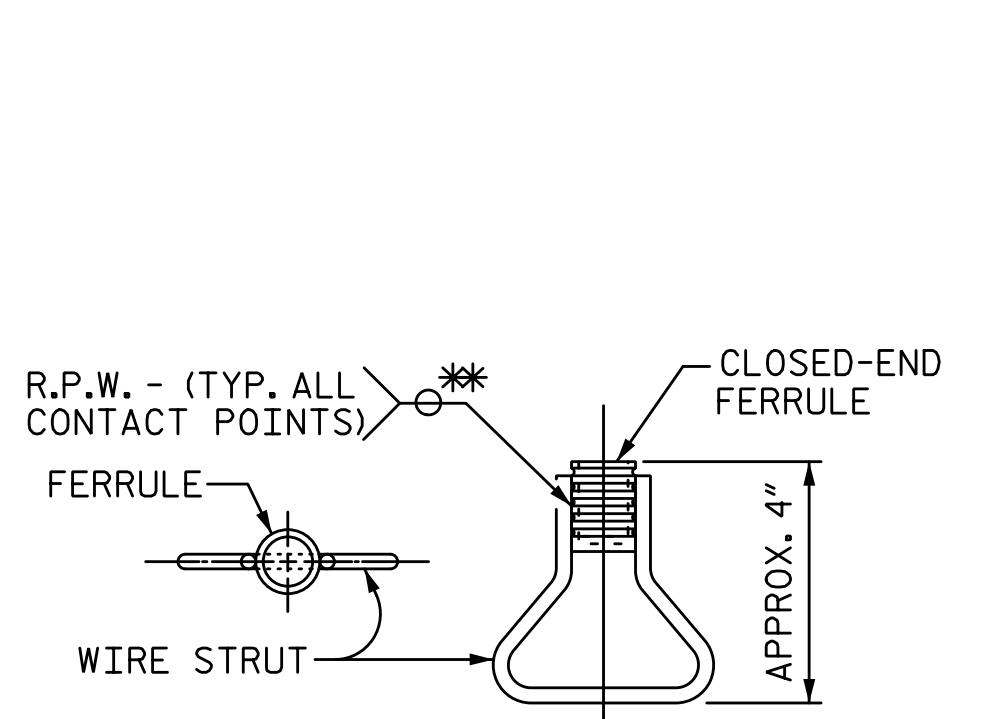 R.P.W. - (TYP. ALL
CONTACT POINTS)
**
CLOSED-END
FERRULE
FERRULE
APPROX. 4"
WIRE STRUT